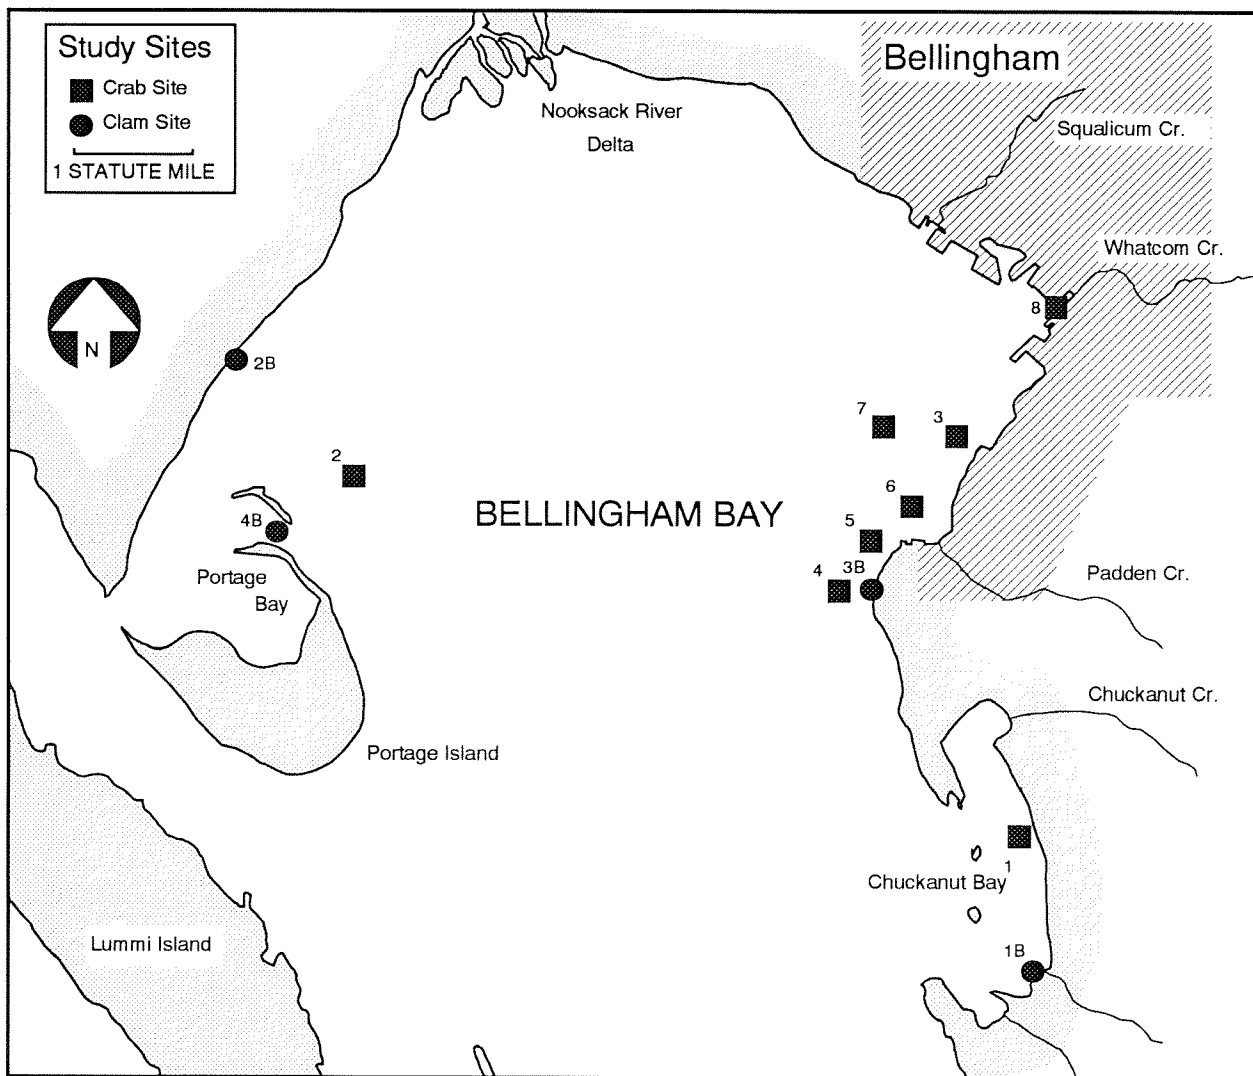 Study Sites
Crab Site
Clam Site
1 STATUTE MILE
Bellingham
Nooksack River
Delta
Squalicum Cr.
Whatcom Cr.
8
N
2B
7
3
2
6
BELLINGHAM BAY
4B
5
3B
4
Portage
Bay
Padden Cr.
Chuckanut Cr.
Portage Island
1
Chuckanut Bay
Lummi Island
1B